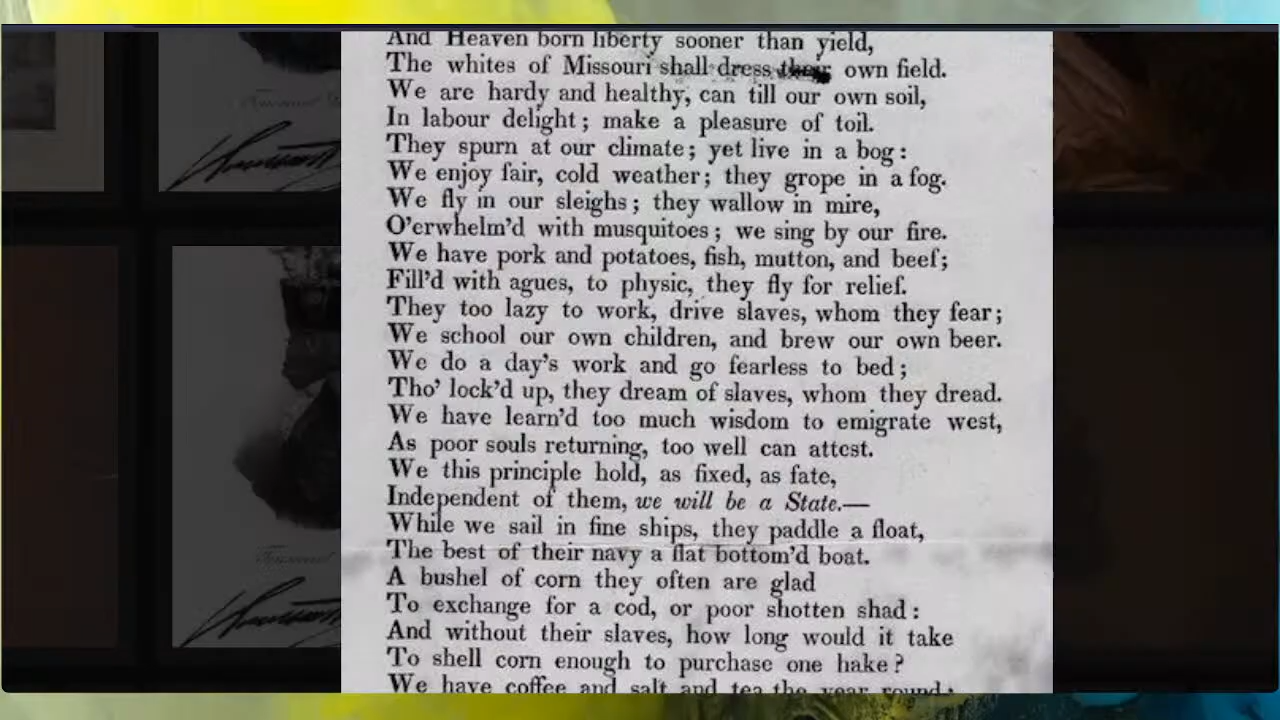 And Heaven born liberty sooner than yield,
The whites of Missouri shall dress their own field.
We are hardy and healthy, can till our own soil,
In labour delight; make a pleasure of toil.
They spurn at our climate; yet live in a bog:
We enjoy fair, cold weather; they grope in a fog.
We fly in our sleighs; they wallow in mire,
O'erwhelm'd with musquitoes; we sing by our fire.
We have pork and potatoes, fish, mutton, and beef;
Fill'd with agues, to physic, they fly for relief.
They too lazy to work, drive slaves, whom they fear;
We school our own children, and brew our own beer.
We do a day's work and go fearless to bed;
Tho' lock'd up, they dream of slaves, whom they dread.
We have learn'd too much wisdom to emigrate west,
As poor souls returning, too well can attest.
We this principle hold, as fixed, as fate,
Independent of them, we will be a State.—
While we sail in fine ships, they paddle a float,
The best of their navy a flat bottom'd boat.
A bushel of corn they often are glad
To exchange for a cod, or poor shotten shad:
And without their slaves, how long would it take
To shell corn enough to purchase one hake?
We have coffee and salt and tea the year round;